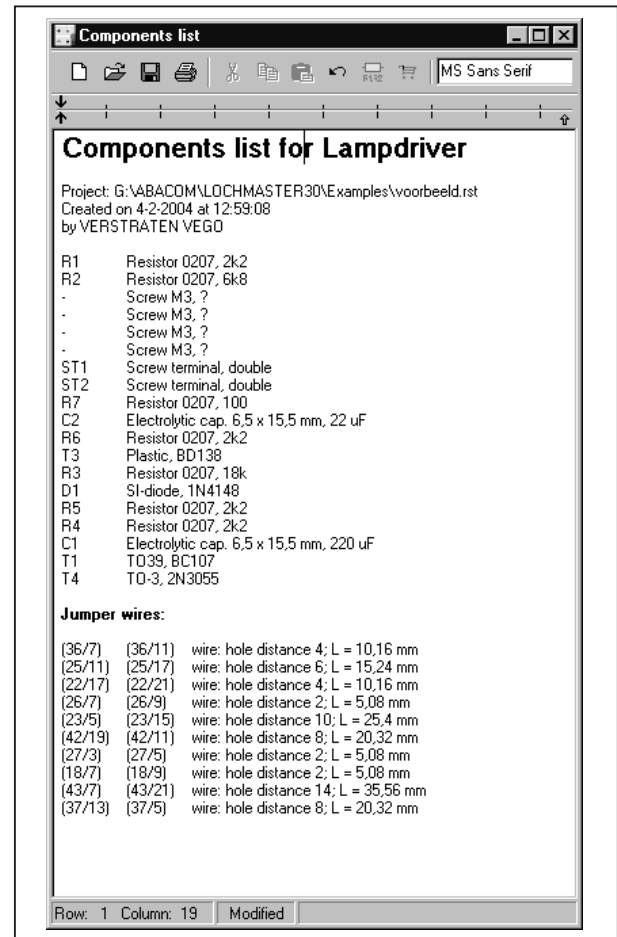 Components list
R132
MS Sans Serif
Components list for Lampdriver
Project: G:\ABACOM\LOCHMASTER30\Examples\voorbeeld.rst
Created on 4-2-2004 at 12:59:08
by VERSTRATEN VEGO
R1 Resistor 0207, 2k2
R2 Resistor 0207, 6k8
- Screw M3, ?
- Screw M3, ?
- Screw M3, ?
- Screw M3, ?
ST1 Screw terminal, double
ST2 Screw terminal, double
R7 Resistor 0207, 100
C2 Electrolytic cap. 6,5 x 15,5 mm, 22 uF
R6 Resistor 0207, 2k2
T3 Plastic, BD138
R3 Resistor 0207, 18k
D1 SI-diode, 1N4148
R5 Resistor 0207, 2k2
R4 Resistor 0207, 2k2
C1 Electrolytic cap. 6,5 x 15,5 mm, 220 uF
T1 TO39, BC107
T4 TO-3, 2N3055
Jumper wires:
(36/7) (36/11) wire: hole distance 4; L = 10,16 mm
(25/11) (25/17) wire: hole distance 6; L = 15,24 mm
(22/17) (22/21) wire: hole distance 4; L = 10,16 mm
(26/7) (26/9) wire: hole distance 2; L = 5,08 mm
(23/5) (23/15) wire: hole distance 10; L = 25,4 mm
(42/19) (42/11) wire: hole distance 8; L = 20,32 mm
(27/3) (27/5) wire: hole distance 2; L = 5,08 mm
(18/7) (18/9) wire: hole distance 2; L = 5,08 mm
(43/7) (43/21) wire: hole distance 14; L = 35,56 mm
(37/13) (37/5) wire: hole distance 8; L = 20,32 mm
Row: 1 Column: 19 Modified